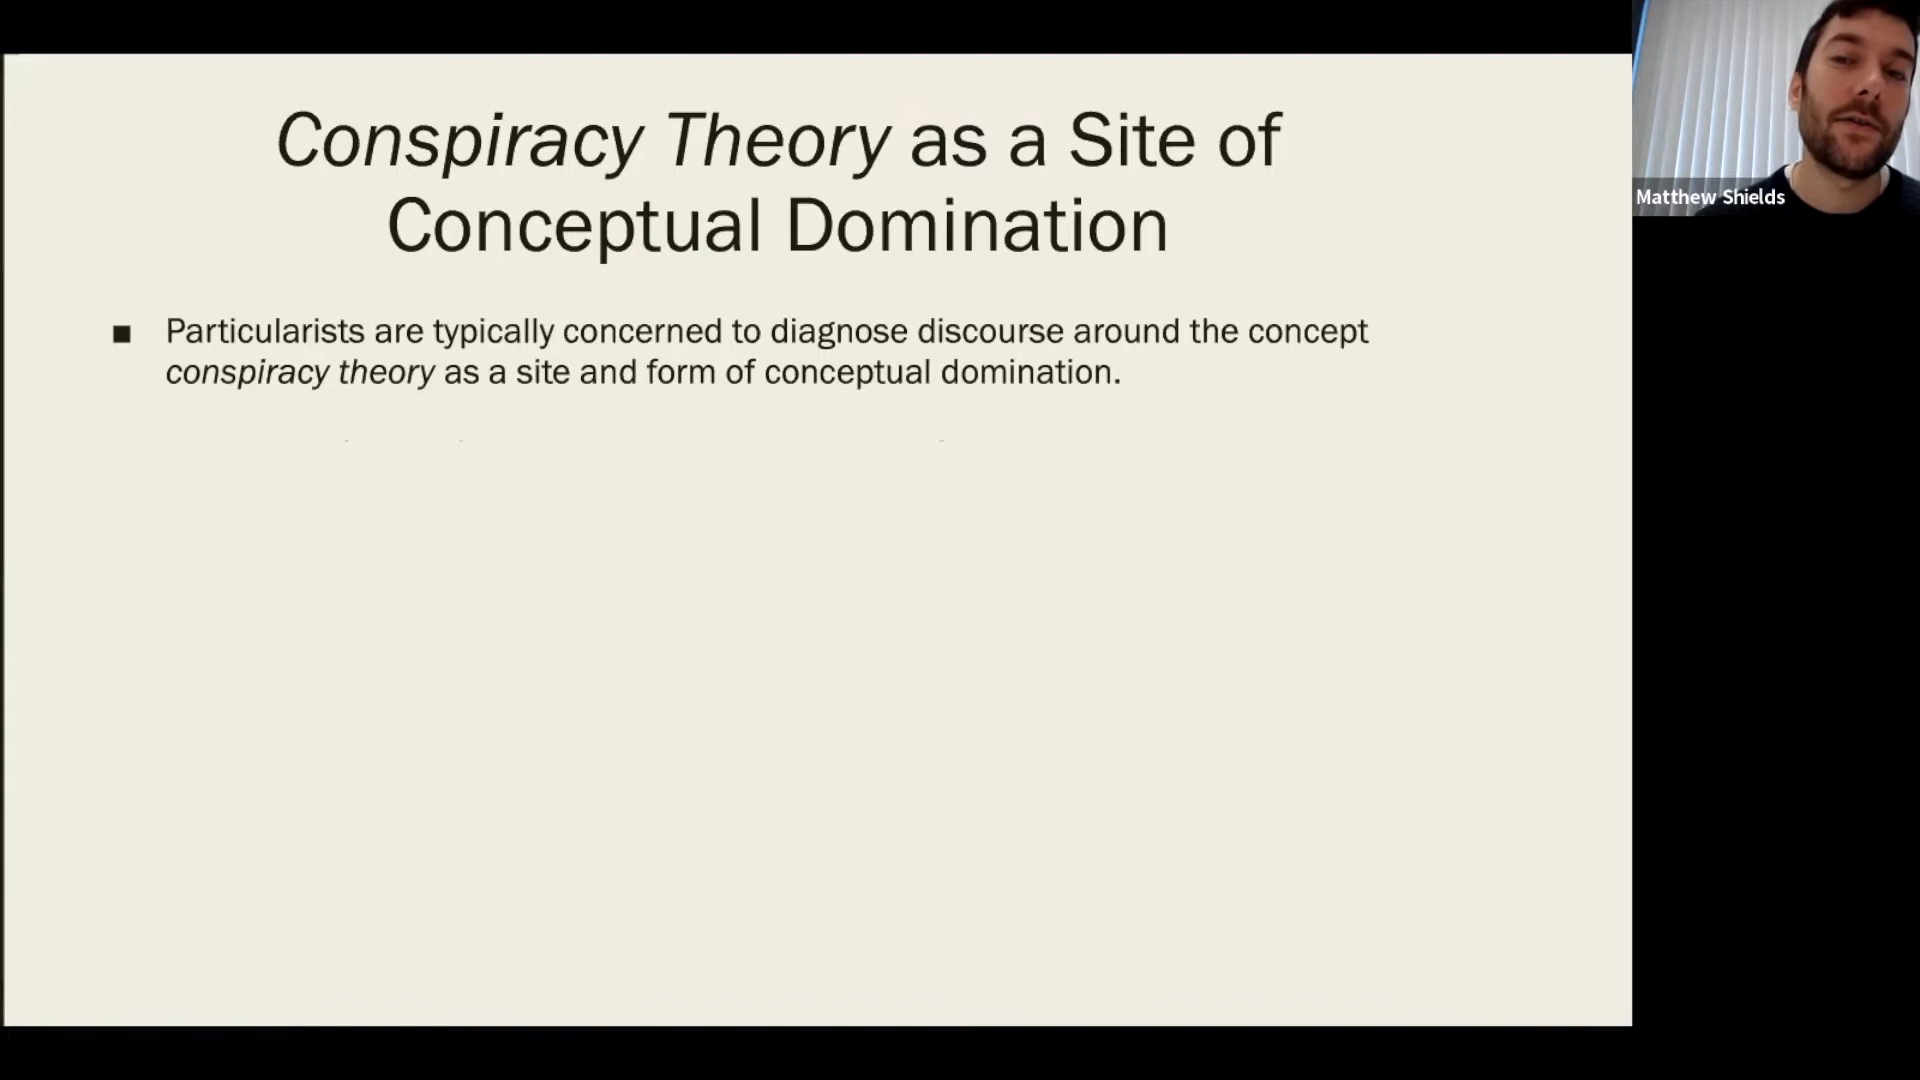 Conspiracy Theory as a Site of
Conceptual Domination
■ Particularists are typically concerned to diagnose discourse around the concept
conspiracy theory as a site and form of conceptual domination.
Matthew Shields